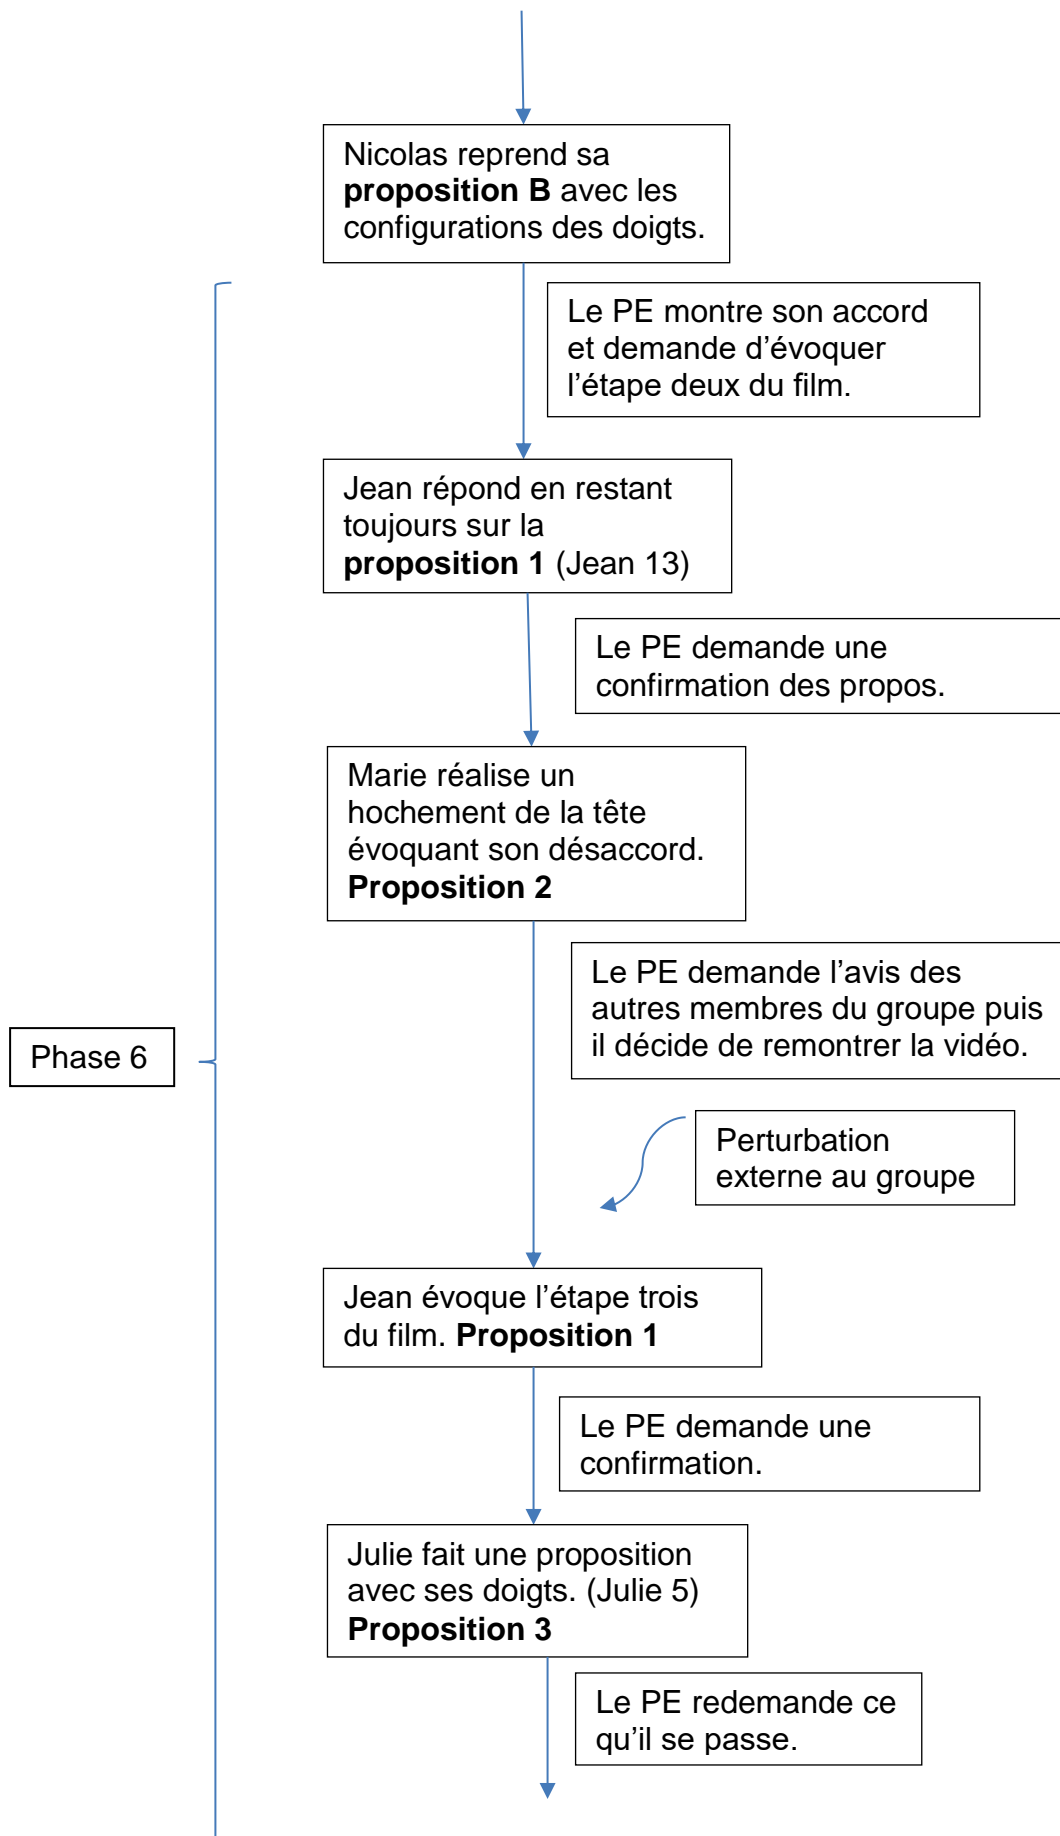 Nicolas reprend sa
proposition B avec les
configurations des doigts.
Le PE montre son accord
et demande d’évoquer
l’étape deux du film.
Jean répond en restant
toujours sur la
proposition 1 (Jean 13)
Le PE demande une
confirmation des propos.
Marie réalise un
hochement de la tête
évoquant son désaccord.
Proposition 2
Le PE demande l’avis des
autres membres du groupe puis
il décide de remontrer la vidéo.
Phase 6
Perturbation
externe au groupe
Jean évoque l’étape trois
du film. Proposition 1
Le PE demande une
confirmation.
Julie fait une proposition
avec ses doigts. (Julie 5)
Proposition 3
Le PE redemande ce
qu’il se passe.